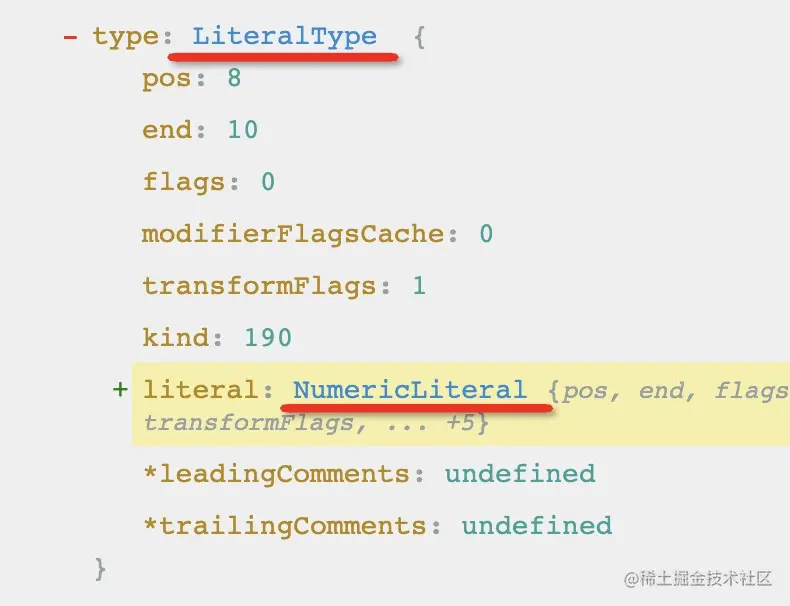 - type: LiteralType {
pos: 8
end: 10
flags: 0
modifierFlagsCache: 0
transformFlags: 1
kind: 190
+ literal: NumericLiteral {pos, end, flags
transformFlags, ... +5}
*leadingComments: undefined
*trailingComments: undefined
}
@稀土掘金技术社区